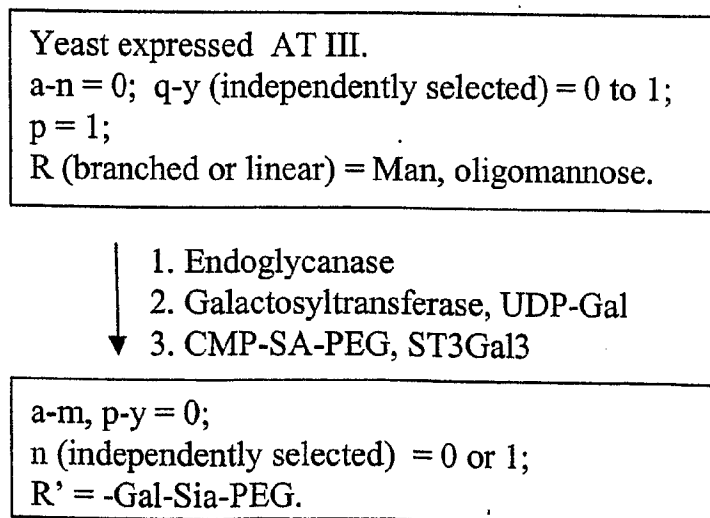 Yeast expressed AT III.
a-n = 0; q-y (independently selected) = 0 to 1;
p = 1;
R (branched or linear) = Man, oligomannose.
1. Endoglycanase
2. Galactosyltransferase, UDP-Gal
3. CMP-SA-PEG, ST3Gal3
a-m, p-y = 0;
n (independently selected) = 0 or 1;
R' = -Gal-Sia-PEG.